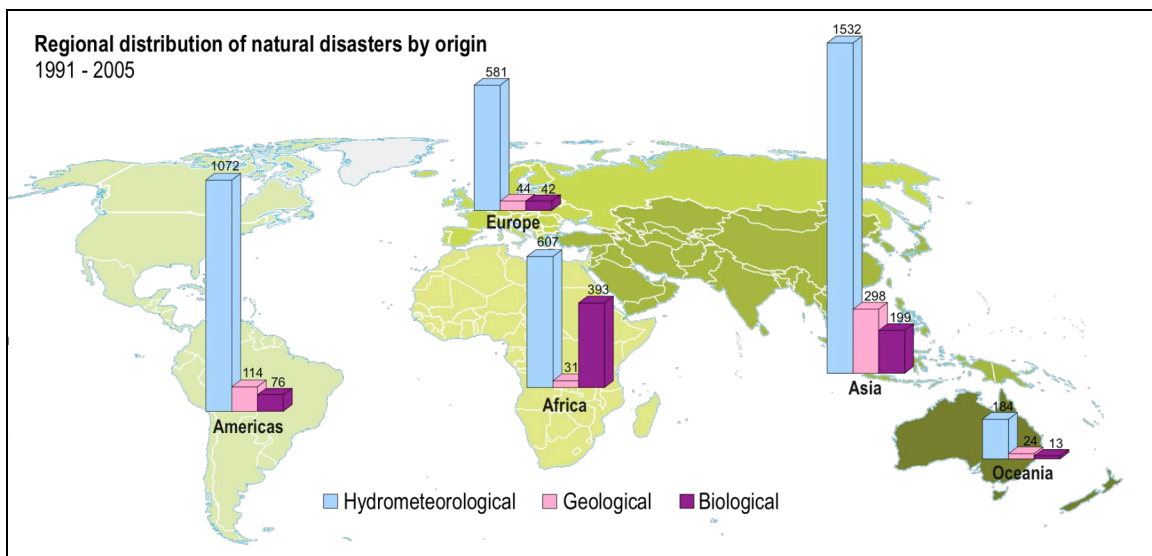 Regional distribution of natural disasters by origin
1991 - 2005
1532
581
1072
44 42
Europe
607
393
298
199
31
114
76
Asia
Africa
184
Americas
24 13
Oceania
Hydrometeorological Geological Biological